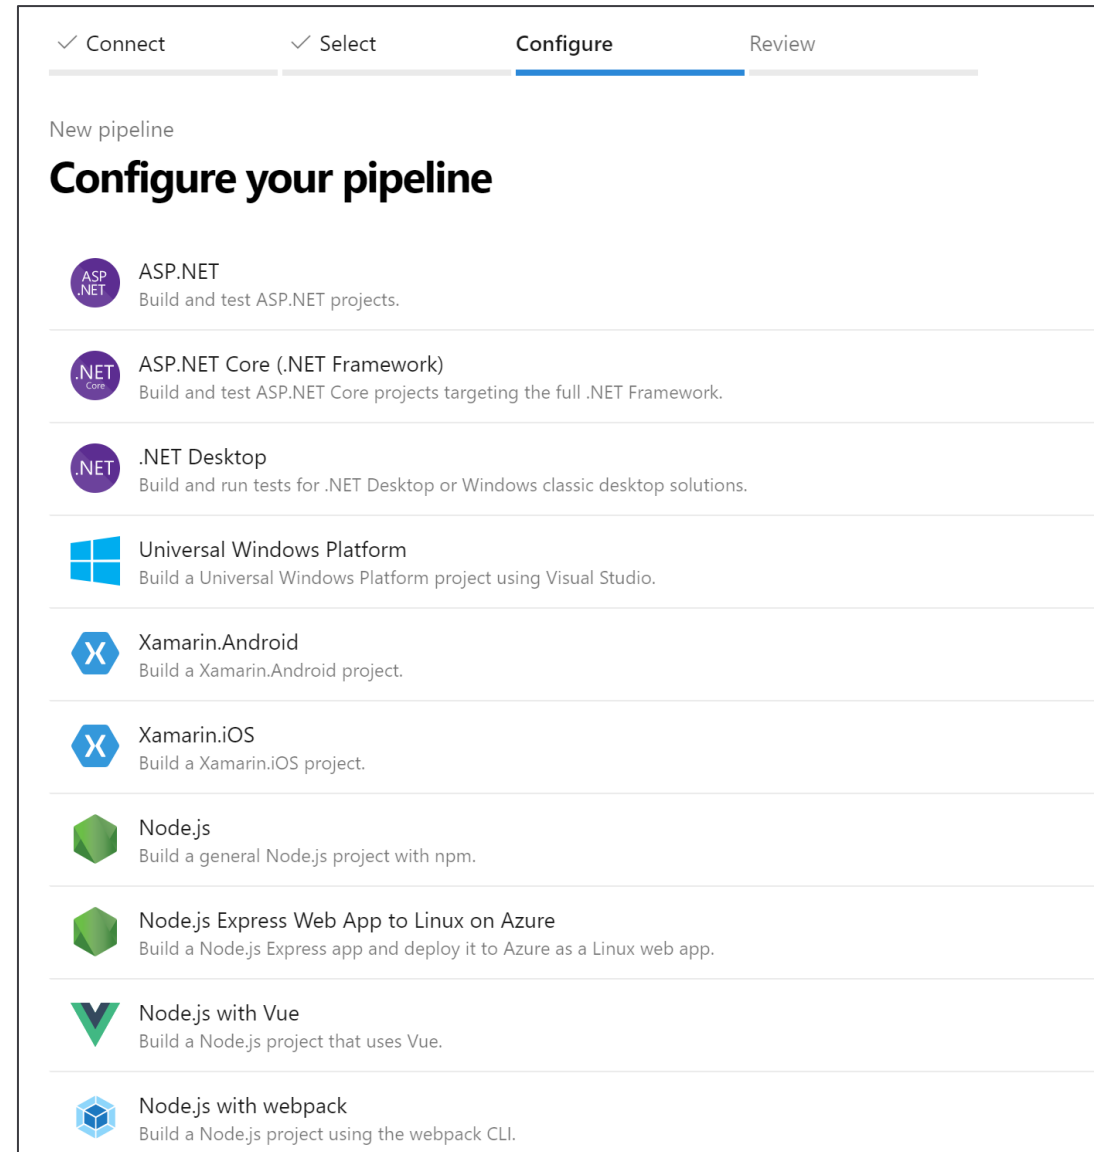 Connect
Select
Configure
Review
New pipeline
Configure your pipeline
ASP
.NET
ASP.NET
Build and test ASP.NET projects.
.NET
Core
ASP.NET Core (.NET Framework)
Build and test ASP.NET Core projects targeting the full .NET Framework.
.NET
.NET Desktop
Build and run tests for .NET Desktop or Windows classic desktop solutions.
Universal Windows Platform
Build a Universal Windows Platform project using Visual Studio.
Xamarin.Android
Build a Xamarin.Android project.
Xamarin.iOS
Build a Xamarin.iOS project.
Node.js
Build a general Node.js project with npm.
Node.js Express Web App to Linux on Azure
Build a Node.js Express app and deploy it to Azure as a Linux web app.
Node.js with Vue
Build a Node.js project that uses Vue.
Node.js with webpack
Build a Node.js project using the webpack CLI.